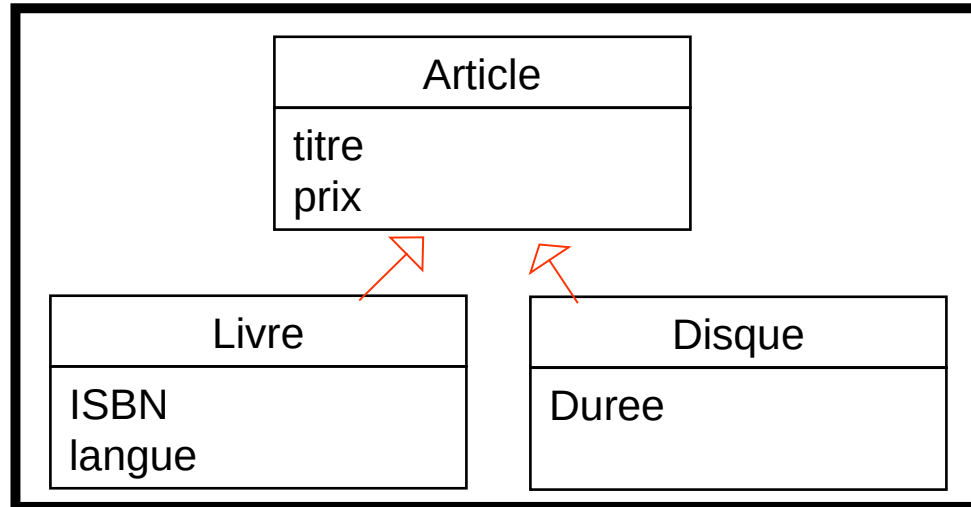 Article
titre
prix
Livre
ISBN
langue
Disque
Duree